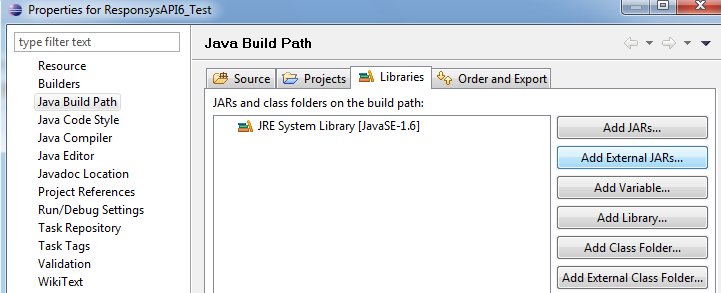 Properties for ResponsysAPI6_Test
type filter text
Resource
Builders
Java Build Path
Java Code Style
Java Compiler
Java Editor
Javadoc Location
Project References
Run/Debug Settings
Task Repository
Task Tags
Validation
WikiText
Java Build Path
Source Projects Libraries Order and Export
JARs and class folders on the build path:
JRE System Library [JavaSE-1.6]
Add JARs...
Add External JARs...
Add Variable...
Add Library...
Add Class Folder...
Add External Class Folder...